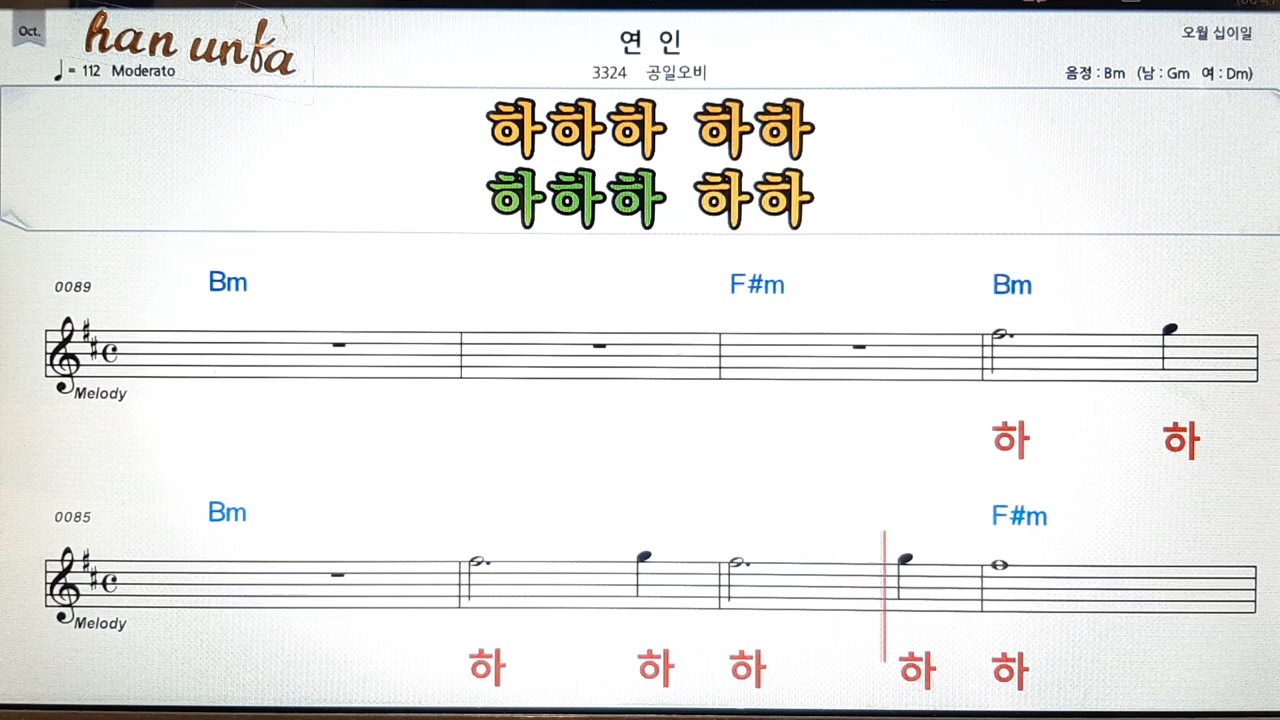 Oct.
han unfa
연 인
오월 십이일
♩ = 112 Moderato
3324 공일오비
음정 : Bm (남 : Gm 여 : Dm)
하하하 하하
하하하 하하
0089
Bm F#m Bm
Melody
하 하
0085
Bm F#m
Melody
하 하 하 하 하